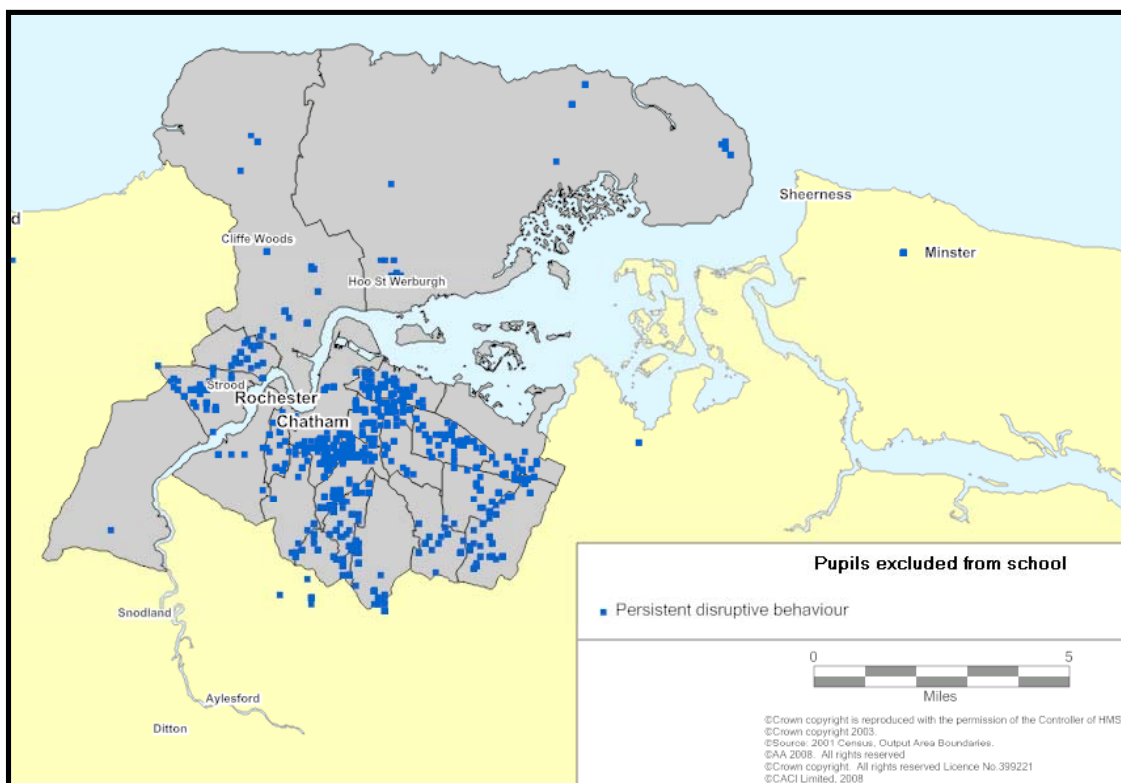 Sheerness
d
Cliffe Woods
Minster
Hoo St Werburgh
Strood
Rochester
Chatham
Snodland
Aylesford
Ditton
Pupils excluded from school
Persistent disruptive behaviour
0 5
Miles
©Crown copyright is reproduced with the permission of the Controller of HMS
©Crown copyright 2003.
©Source: 2001 Census, Output Area Boundaries.
©AA 2008. All rights reserved
©Crown copyright. All rights reserved Licence No.399221
©CACI Limited, 2008